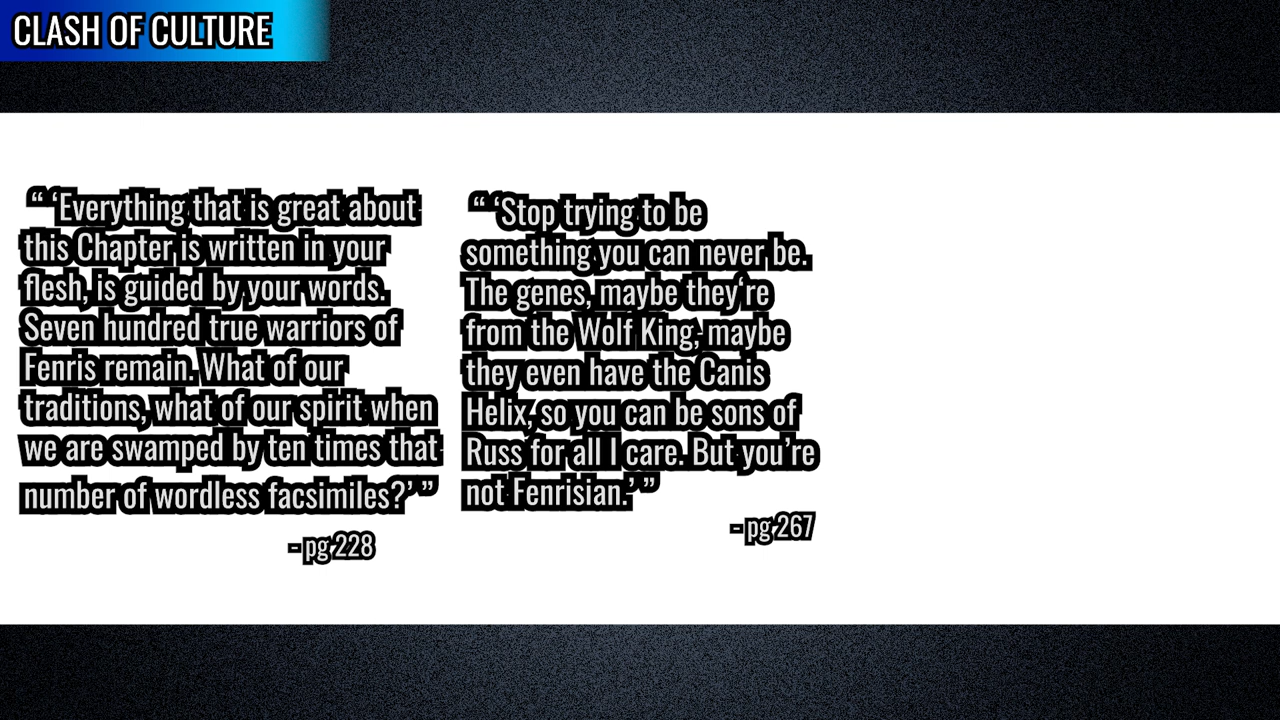 CLASH OF CULTURE
“ ‘Everything that is great about
this Chapter is written in your
flesh, is guided by your words.
Seven hundred true warriors of
Fenris remain. What of our
traditions, what of our spirit when
we are swamped by ten times that
number of wordless facsimiles?’ ”
- pg 228
“ ‘Stop trying to be
something you can never be.
The genes, maybe they‘re
from the Wolf King, maybe
they even have the Canis
Helix, so you can be sons of
Russ for all I care. But you’re
not Fenrisian.’ ”
- pg 267